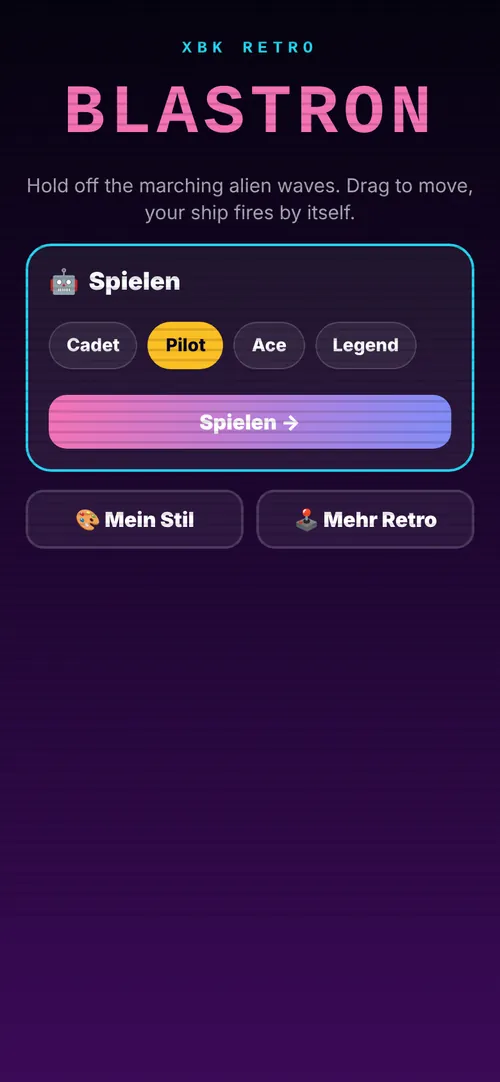 XBK RETRO
BLASTRON
Hold off the marching alien waves. Drag to move,
your ship fires by itself.
Spielen
Cadet Pilot Ace Legend
Spielen →
Mein Stil Mehr Retro